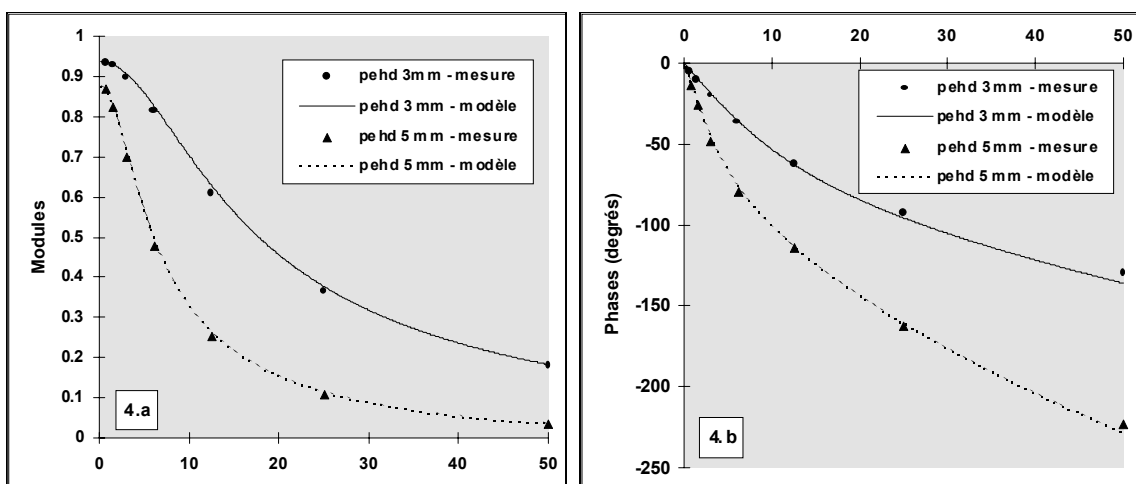 1
0.9
0.8
0.7
0.6
0.5
0.4
0.3
0.2
0.1
0
Modules
pehd 3mm - mesure
pehd 3 mm - modèle
pehd 5 mm - mesure
pehd 5 mm - modèle
4.a
0 10 20 30 40 50
0 10 20 30 40 50
0
-50
-100
-150
-200
-250
Phases (degrés)
pehd 3 mm - mesure
pehd 3 mm - modèle
pehd 5 mm - mesure
pehd 5 mm - modèle
4.b